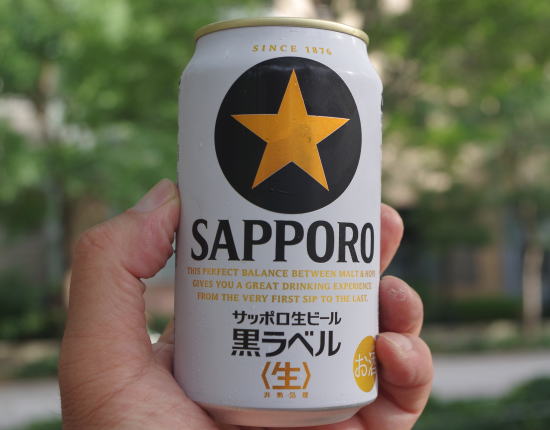 SINCE 1876
SAPPORO
THIS PERFECT BALANCE BETWEEN MALT & HOPS
GIVES YOU A GREAT DRINKING EXPERIENCE
FROM THE VERY FIRST SIP TO THE LAST.
サッポロ生ビール
黒ラベル
〈生〉
お酒
非熱処理